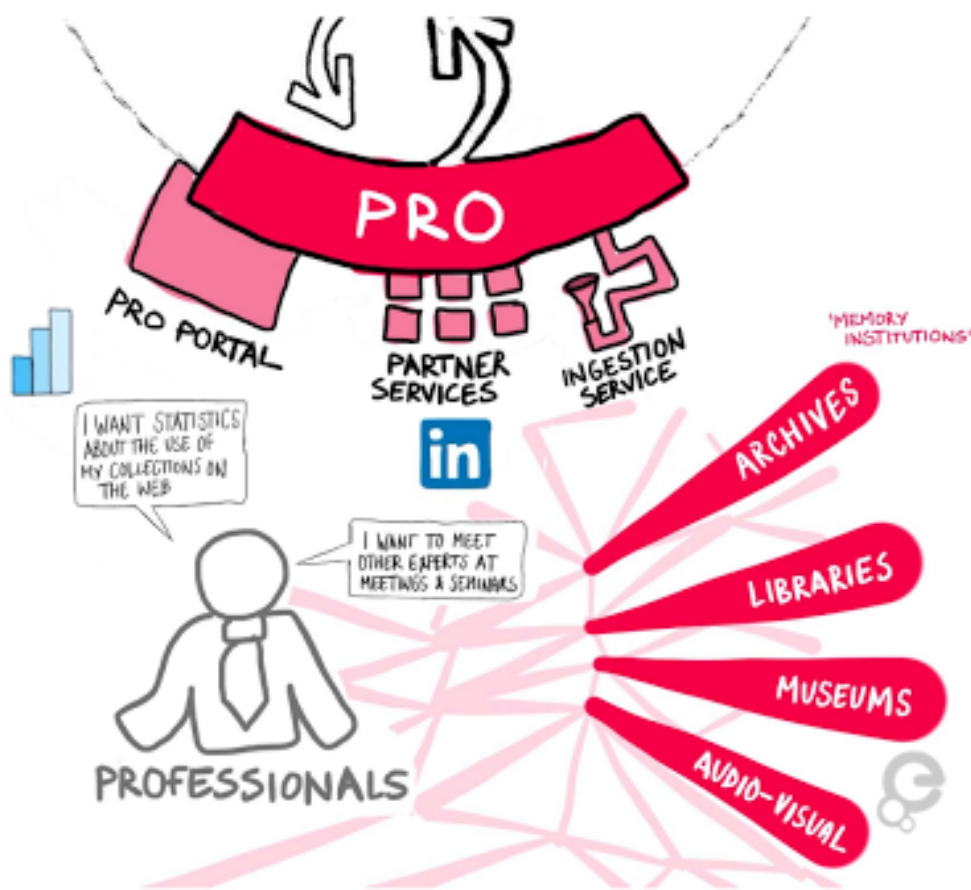 PRO
PRO PORTAL
PARTNER
SERVICES
INGESTION
SERVICE
'MEMORY
INSTITUTIONS'
I WANT STATISTICS
ABOUT THE USE OF
MY COLLECTIONS ON
THE WEB
in
I WANT TO MEET
OTHER EXPERTS AT
MEETINGS & SEMINARS
ARCHIVES
LIBRARIES
MUSEUMS
AUDIO-VISUAL
PROFESSIONALS
e